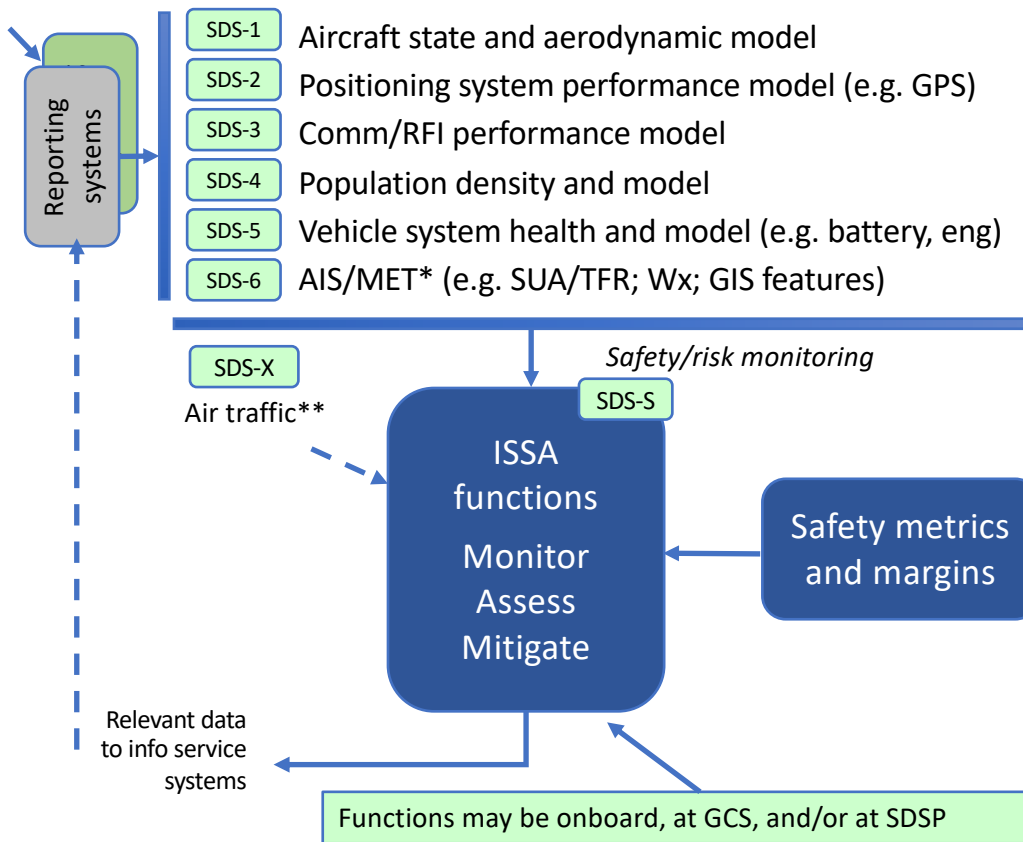 Reporting
systems
SDS-1 Aircraft state and aerodynamic model
SDS-2 Positioning system performance model (e.g. GPS)
SDS-3 Comm/RFI performance model
SDS-4 Population density and model
SDS-5 Vehicle system health and model (e.g. battery, eng)
SDS-6 AIS/MET* (e.g. SUA/TFR; Wx; GIS features)
Safety/risk monitoring
SDS-X
Air traffic**
SDS-S
ISSA
functions
Monitor
Assess
Mitigate
Safety metrics
and margins
Relevant data
to info service
systems
Functions may be onboard, at GCS, and/or at SDSP